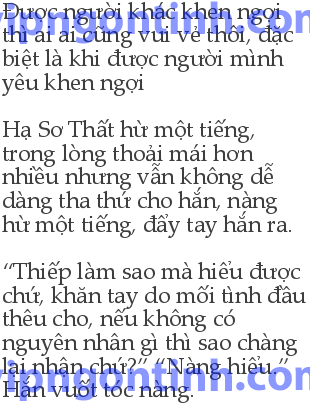 Được người khác khen ngợi
thì ai ai cũng vui vẻ thôi, đặc
biệt là khi được người mình
yêu khen ngợi
Hạ Sơ Thất hừ một tiếng,
trong lòng thoải mái hơn
nhiều nhưng vẫn không dễ
dàng tha thứ cho hắn, nàng
hừ một tiếng, đẩy tay hắn ra.
“Thiếp làm sao mà hiểu được
chứ, khăn tay do mối tình đầu
thêu cho, nếu không có
nguyên nhân gì thì sao chàng
lại nhận chứ?” “Nàng hiểu.”
Hắn vuốt tóc nàng.
vipngontinh.com
vipngontinh.com